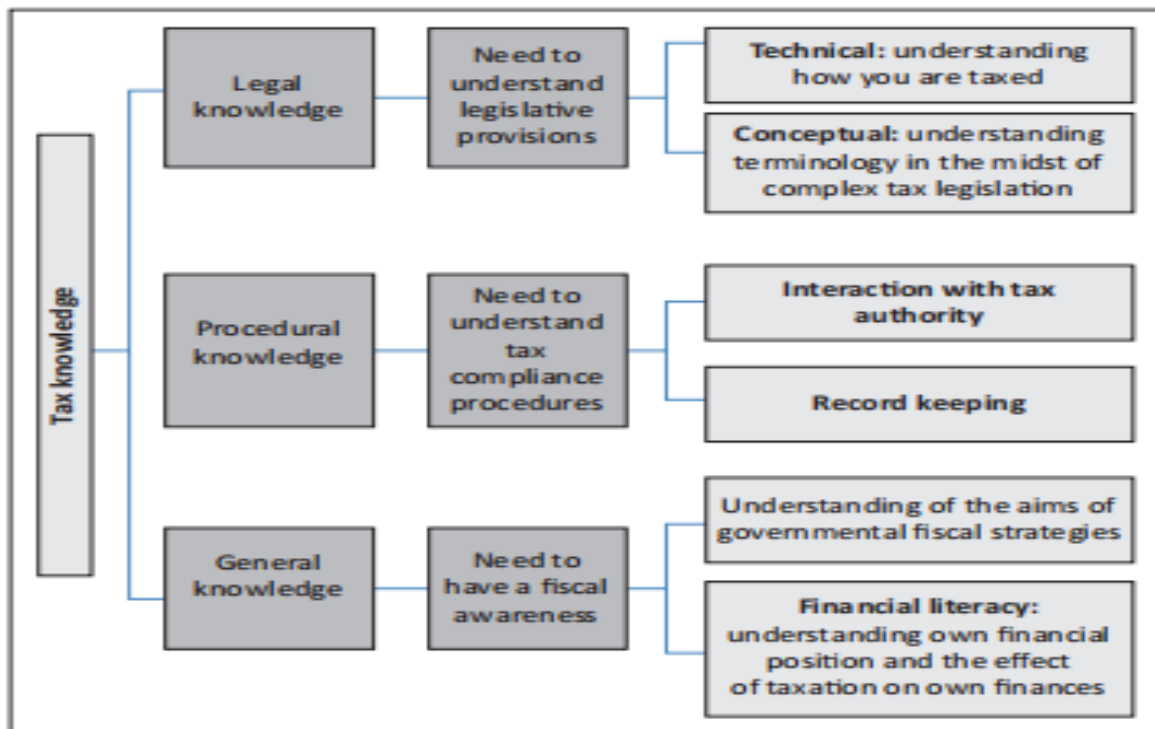 Tax knowledge
Legal
knowledge
Need to
understand
legislative
provisions
Technical: understanding
how you are taxed
Conceptual: understanding
terminology in the midst of
complex tax legislation
Procedural
knowledge
Need to
understand
tax
compliance
procedures
Interaction with tax
authority
Record keeping
General
knowledge
Need to
have a fiscal
awareness
Understanding of the aims of
governmental fiscal strategies
Financial literacy:
understanding own financial
position and the effect
of taxation on own finances